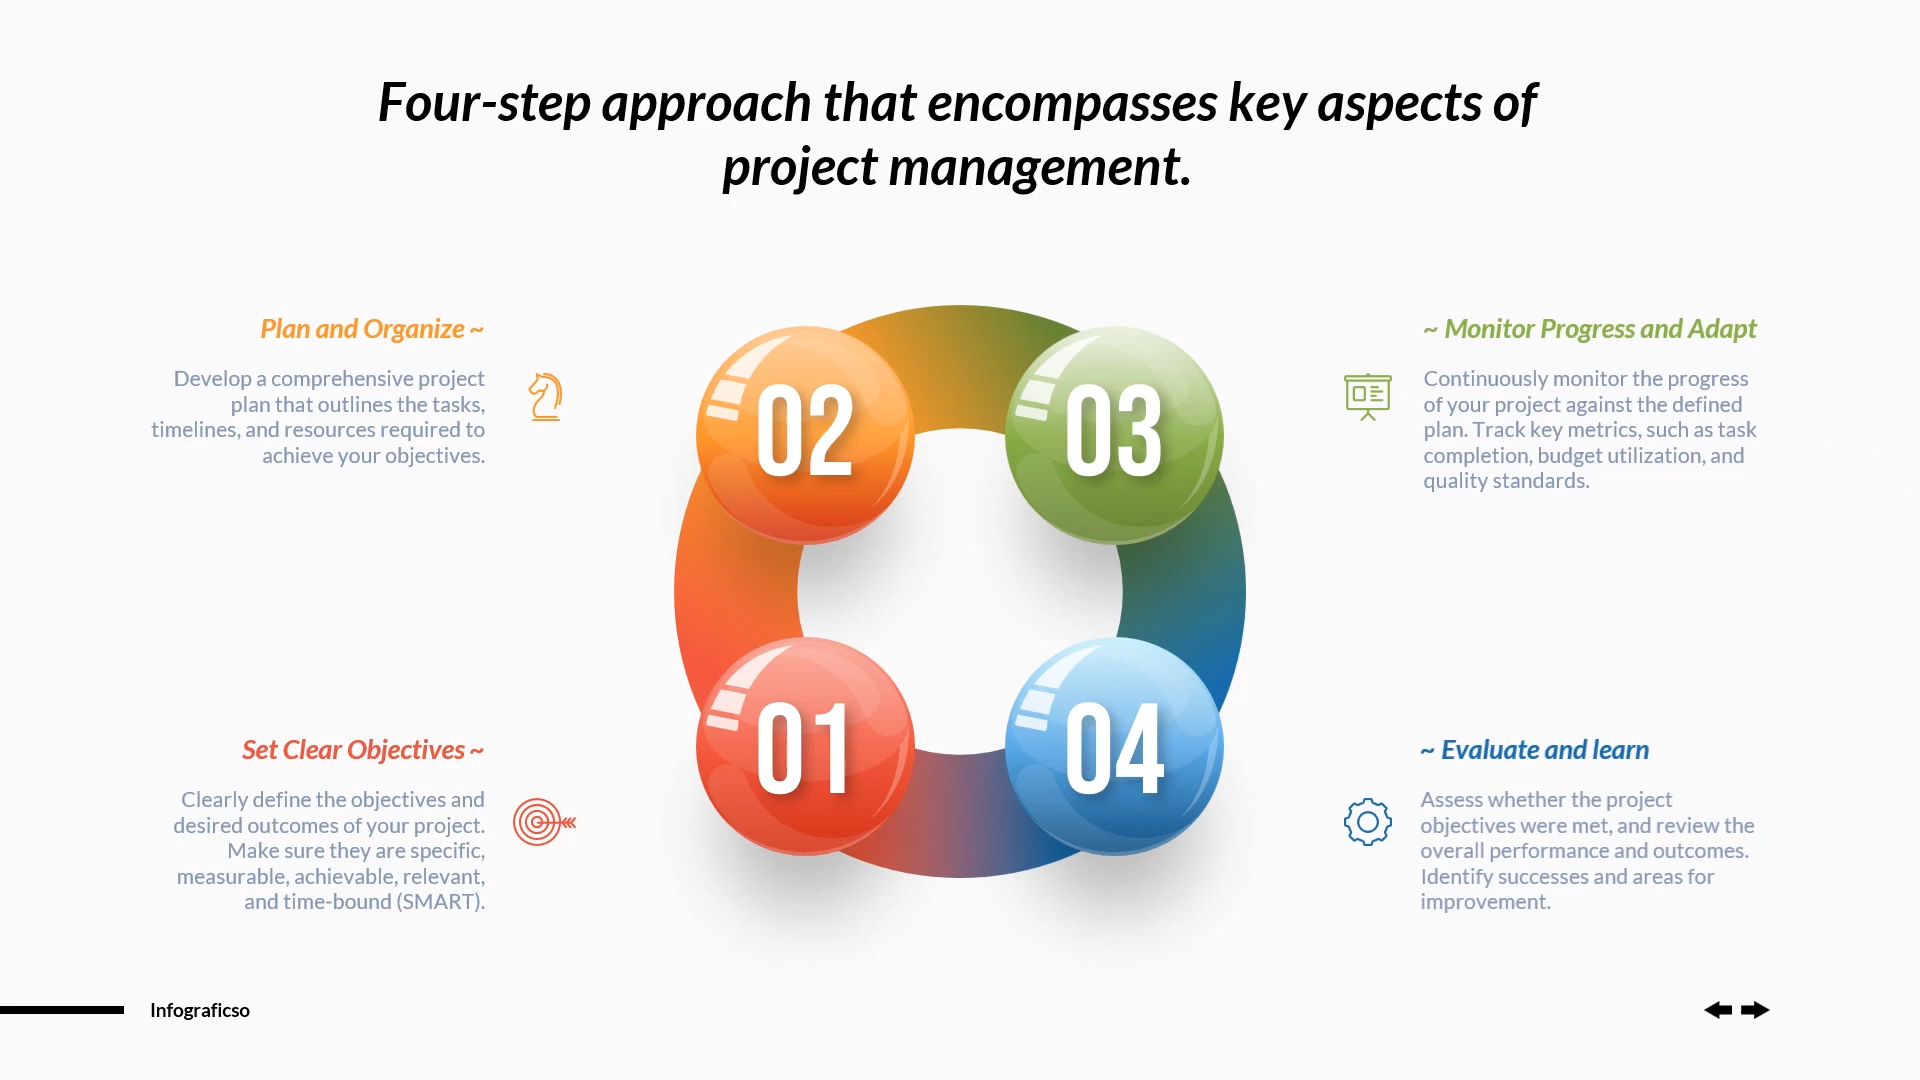 Four-step approach that encompasses key aspects of
project management.
Plan and Organize ~
Develop a comprehensive project
plan that outlines the tasks,
timelines, and resources required to
achieve your objectives.
02
03
~ Monitor Progress and Adapt
Continuously monitor the progress
of your project against the defined
plan. Track key metrics, such as task
completion, budget utilization, and
quality standards.
Set Clear Objectives ~
Clearly define the objectives and
desired outcomes of your project.
Make sure they are specific,
measurable, achievable, relevant,
and time-bound (SMART).
01
04
~ Evaluate and learn
Assess whether the project
objectives were met, and review the
overall performance and outcomes.
Identify successes and areas for
improvement.
Infograficso